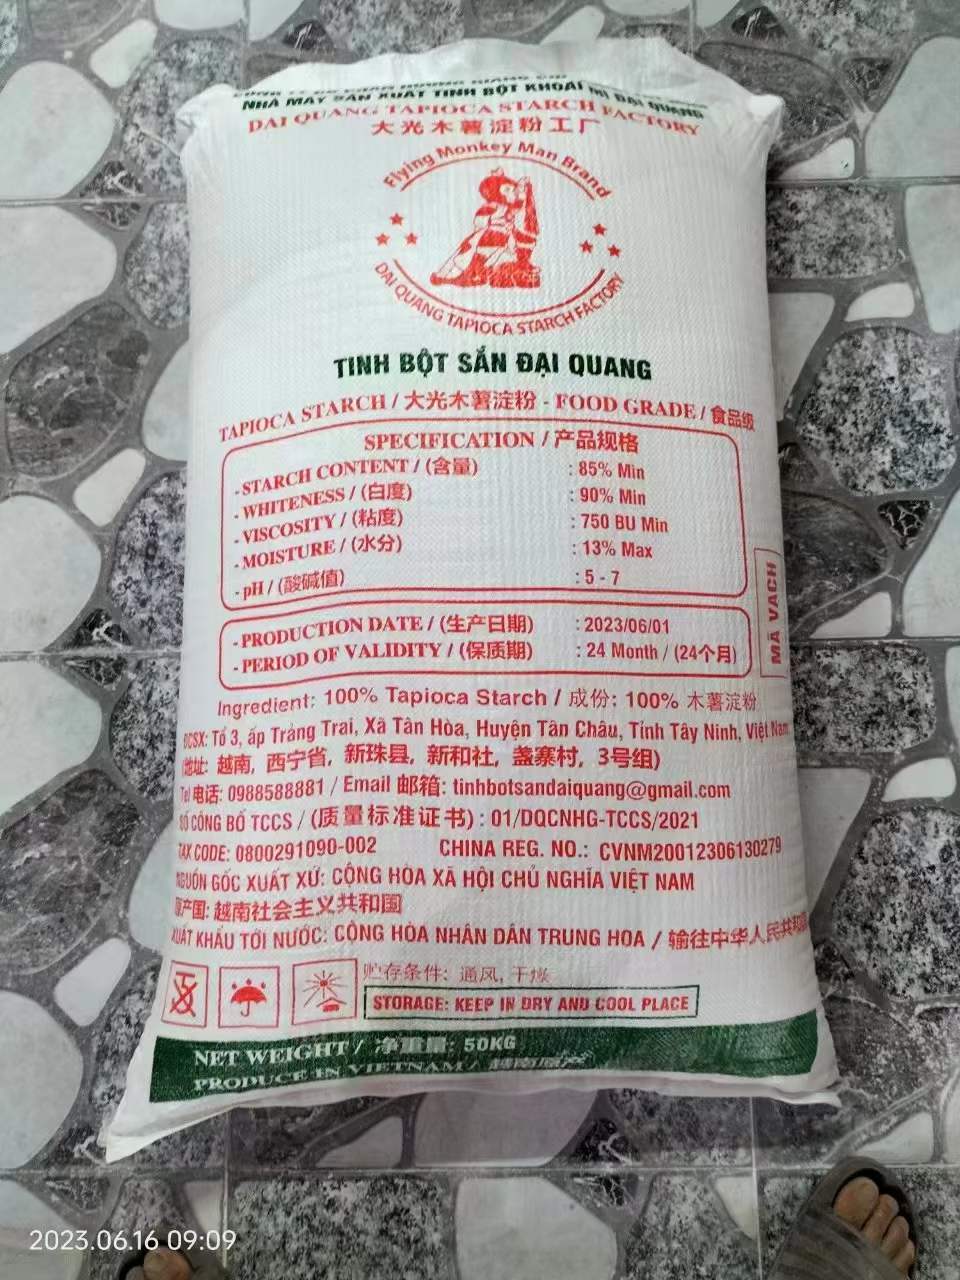 NHÀ MÁY SẢN XUẤT TINH BỘT KHOAI MÌ ĐẠI QUANG
DAI QUANG TAPIOCA STARCH FACTORY
大光木薯淀粉工厂
Flying Monkey Man Brand
DAI QUANG TAPIOCA STARCH FACTORY
TINH BỘT SẮN ĐẠI QUANG
TAPIOCA STARCH / 大光木薯淀粉 - FOOD GRADE / 食品级
SPECIFICATION / 产品规格
- STARCH CONTENT / (含量) : 85% Min
- WHITENESS / (白度) : 90% Min
- VISCOSITY / (粘度) : 750 BU Min
- MOISTURE / (水分) : 13% Max
- pH / (酸碱值) : 5 - 7
MÃ VẠCH
- PRODUCTION DATE / (生产日期) : 2023/06/01
- PERIOD OF VALIDITY / (保质期) : 24 Month / (24个月)
Ingredient: 100% Tapioca Starch / 成份: 100% 木薯淀粉
ĐCSX: Tổ 3, ấp Trảng Trai, Xã Tân Hòa, Huyện Tân Châu, Tỉnh Tây Ninh, Việt Nam
(地址: 越南, 西宁省, 新珠县, 新和社, 盏寨村, 3号组)
Tel 电话: 0988588881 / Email 邮箱: tinhbotsandaiquang@gmail.com
SỐ CÔNG BỐ TCCS / (质量标准证书) : 01/DQCNHG-TCCS/2021
TAX CODE: 0800291090-002 CHINA REG. NO.: CVNM20012306130279
NGUỒN GỐC XUẤT XỨ: CỘNG HÒA XÃ HỘI CHỦ NGHĨA VIỆT NAM
原产国: 越南社会主义共和国
XUẤT KHẨU TỚI NƯỚC: CỘNG HÒA NHÂN DÂN TRUNG HOA / 输往中华人民共和国
贮存条件: 通风, 干燥
STORAGE: KEEP IN DRY AND COOL PLACE
NET WEIGHT / 净重量: 50KG
PRODUCE IN VIETNAM / 越南原产
2023.06.16 09:09